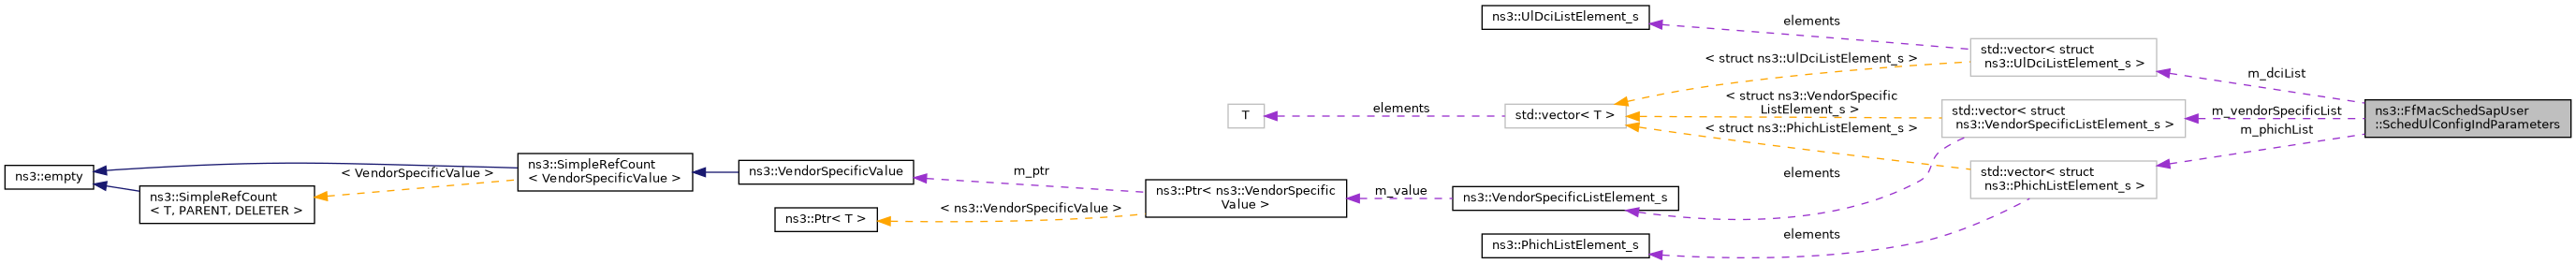 ns3::UlDciListElement_s
elements
std::vector< struct
ns3::UlDciListElement_s >
< struct ns3::UlDciListElement_s >
m_dciList
< struct ns3::VendorSpecific
ListElement_s >
T
elements
std::vector< T >
std::vector< struct
ns3::VendorSpecificListElement_s >
m_vendorSpecificList
ns3::FfMacSchedSapUser
::SchedUlConfigIndParameters
< struct ns3::PhichListElement_s >
m_phichList
ns3::empty
ns3::SimpleRefCount
< VendorSpecificValue >
< VendorSpecificValue >
ns3::SimpleRefCount
< T, PARENT, DELETER >
ns3::VendorSpecificValue
m_ptr
ns3::Ptr< T >
< ns3::VendorSpecificValue >
ns3::Ptr< ns3::VendorSpecific
Value >
m_value
ns3::VendorSpecificListElement_s
elements
std::vector< struct
ns3::PhichListElement_s >
elements
ns3::PhichListElement_s